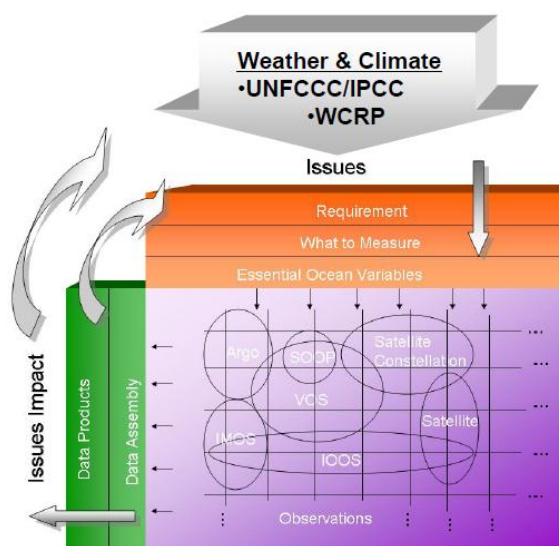 Weather & Climate
•UNFCCC/IPCC
•WCRP
Issues
Requirement
What to Measure
Essential Ocean Variables
Argo
SOOP
Satellite
Constellation
VOS
IMOS
Satellite
IOOS
Observations
Data Assembly
Data Products
Issues Impact